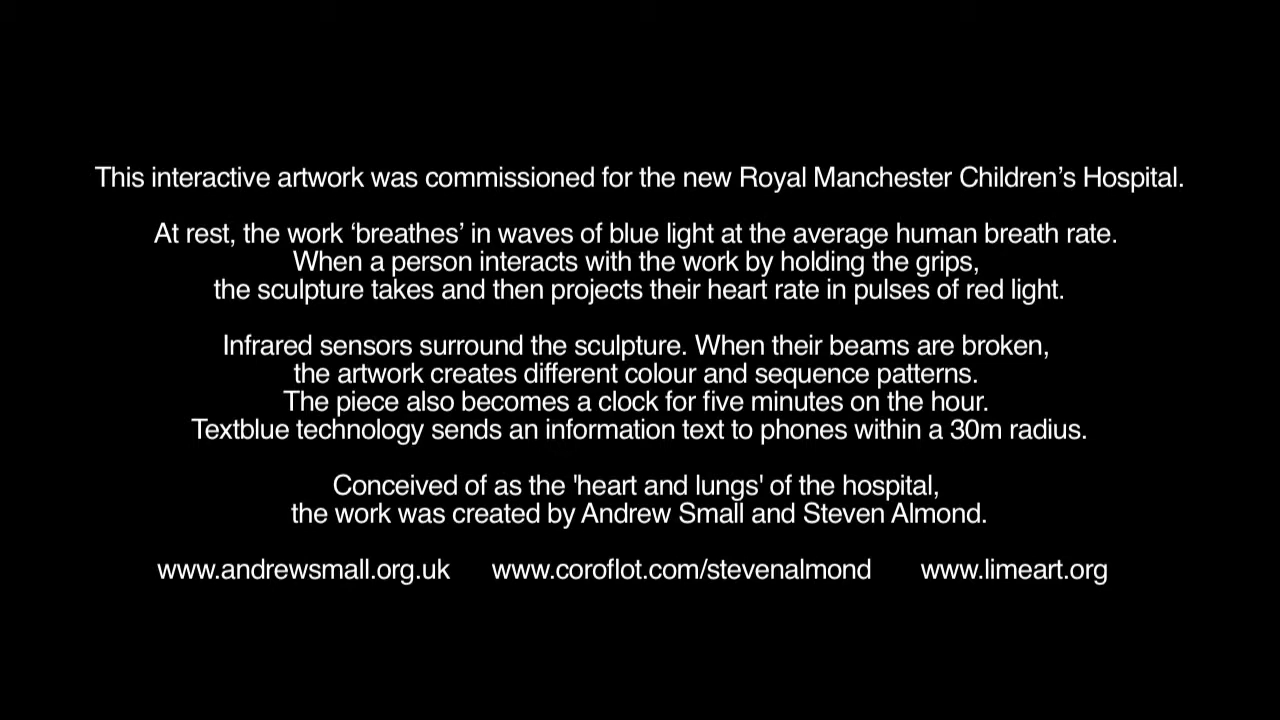 This interactive artwork was commissioned for the new Royal Manchester Children’s Hospital.
At rest, the work ‘breathes’ in waves of blue light at the average human breath rate.
When a person interacts with the work by holding the grips,
the sculpture takes and then projects their heart rate in pulses of red light.
Infrared sensors surround the sculpture. When their beams are broken,
the artwork creates different colour and sequence patterns.
The piece also becomes a clock for five minutes on the hour.
Textblue technology sends an information text to phones within a 30m radius.
Conceived of as the 'heart and lungs' of the hospital,
the work was created by Andrew Small and Steven Almond.
www.andrewsmall.org.uk www.coroflot.com/stevenalmond www.limeart.org